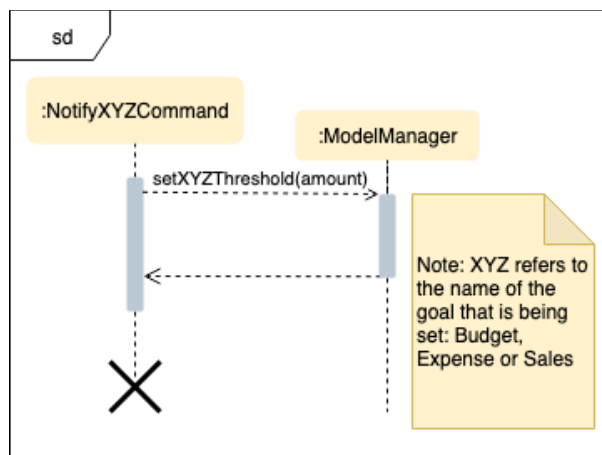 sd
:NotifyXYZCommand
:ModelManager
setXYZThreshold(amount)
Note: XYZ refers to
the name of the
goal that is being
set: Budget,
Expense or Sales